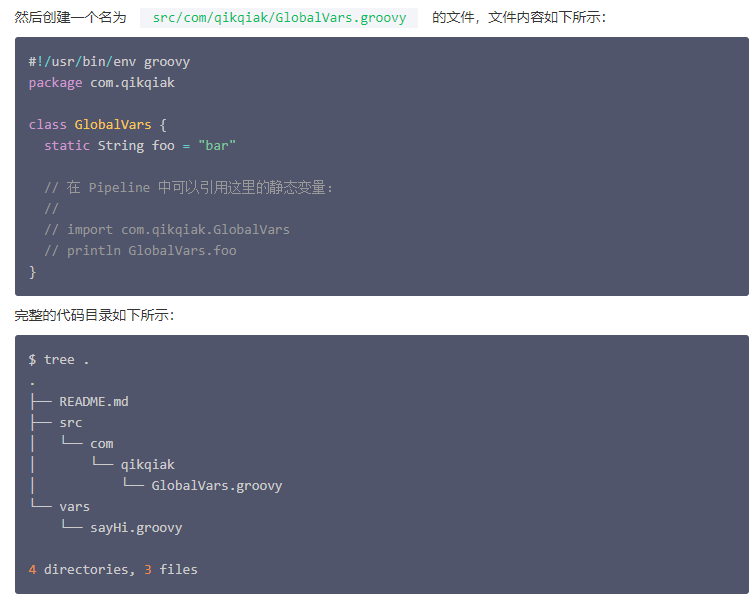 然后创建一个名为 src/com/qikqiak/GlobalVars.groovy 的文件，文件内容如下所示：
#!/usr/bin/env groovy
package com.qikqiak
class GlobalVars {
  static String foo = "bar"
  // 在 Pipeline 中可以引用这里的静态变量：
  //
  // import com.qikqiak.GlobalVars
  // println GlobalVars.foo
}
完整的代码目录如下所示：
$ tree .
.
├── README.md
├── src
│   └── com
│       └── qikqiak
│           └── GlobalVars.groovy
└── vars
    └── sayHi.groovy
4 directories, 3 files